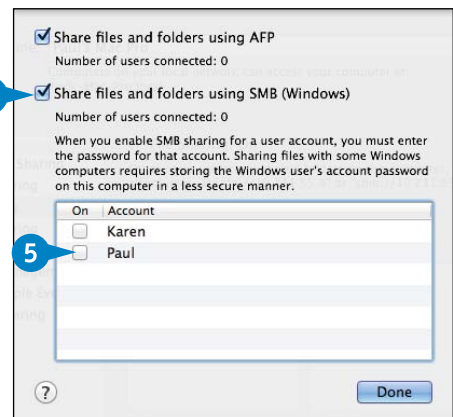 Share files and folders using AFP
Number of users connected: 0
Share files and folders using SMB (Windows)
Number of users connected: 0
When you enable SMB sharing for a user account, you must enter
the password for that account. Sharing files with some Windows
computers requires storing the Windows user's account password
on this computer in a less secure manner.
On Account
Karen
5
Paul
? Done